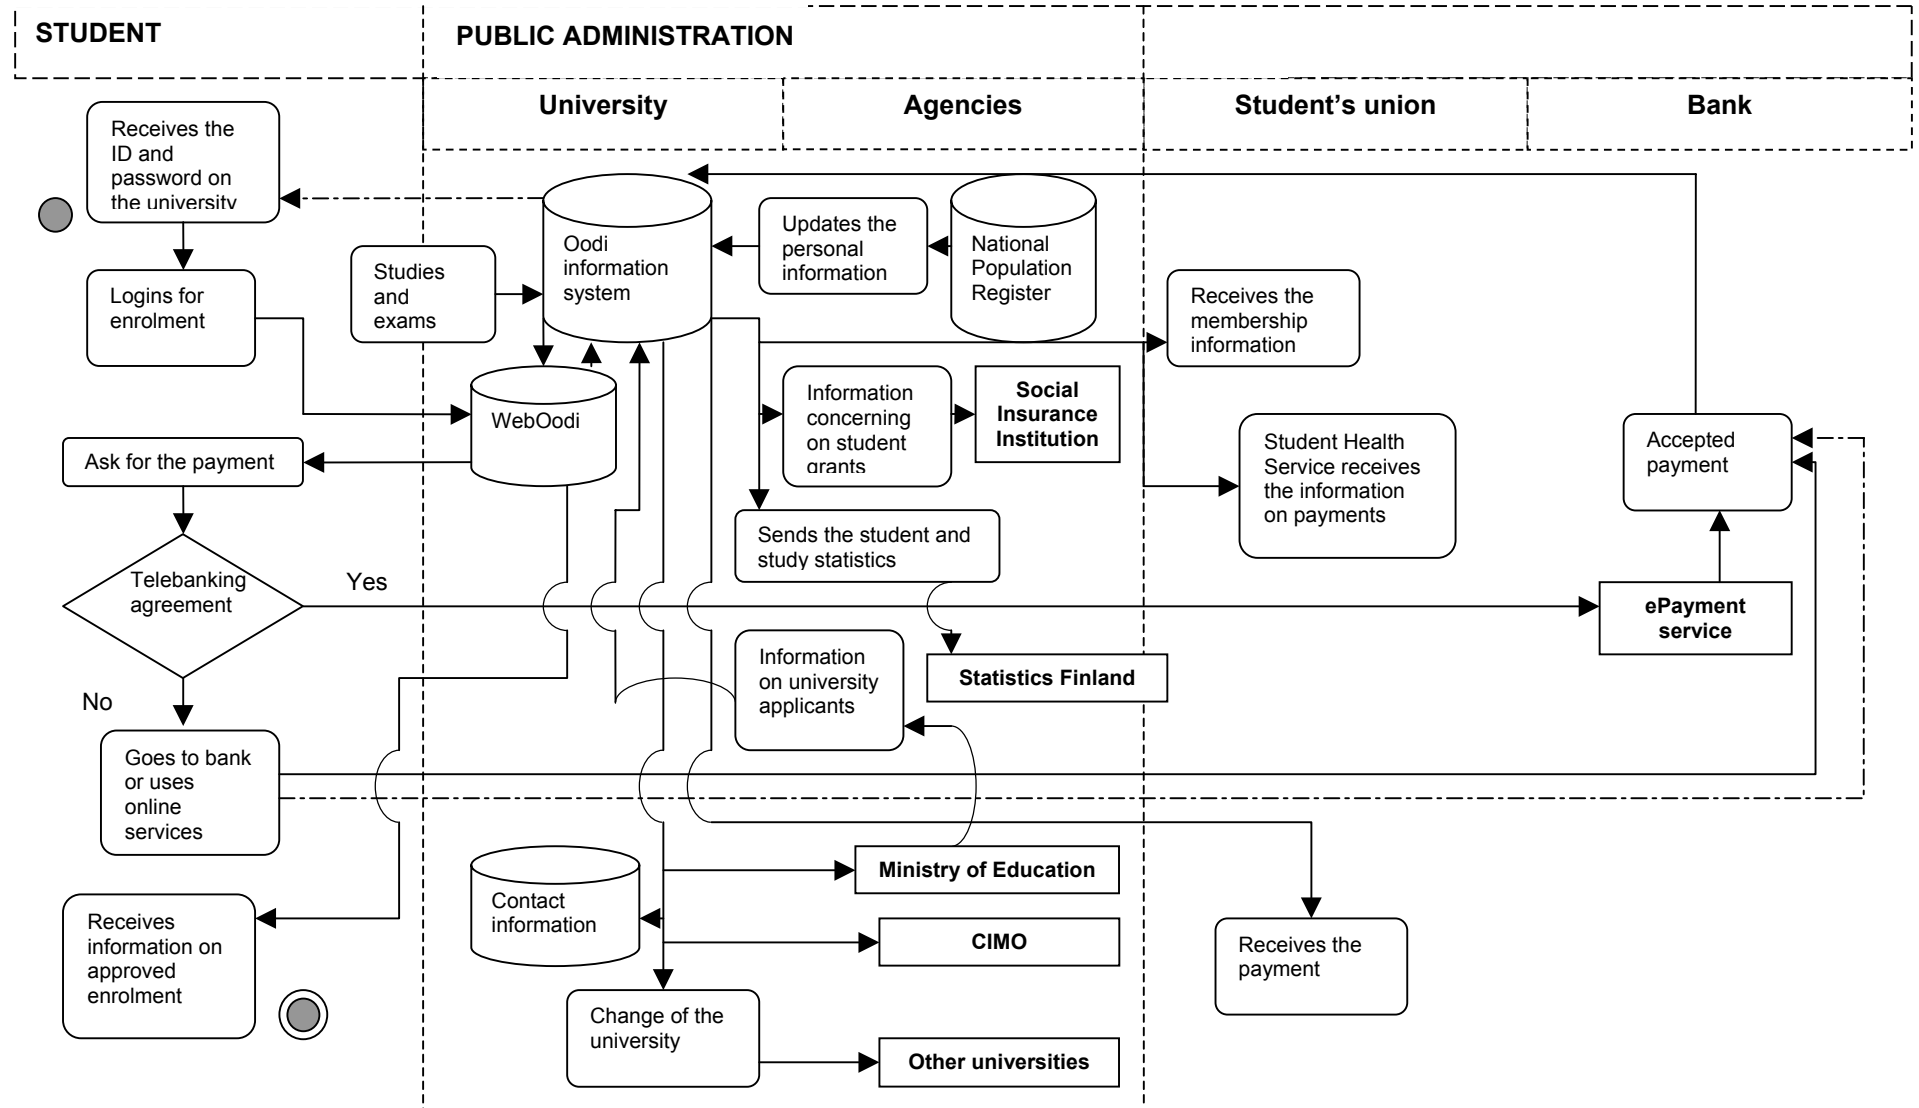 STUDENT
PUBLIC ADMINISTRATION
University
Agencies
Student's union
Bank
Receives the
ID and
password on
the university
Logins for
enrolment
Studies
and
exams
Oodi
information
system
Updates the
personal
information
National
Population
Register
Receives the
membership
information
WebOodi
Information
concerning
on student
grants
Social
Insurance
Institution
Student Health
Service receives
the information
on payments
Accepted
payment
Ask for the payment
Sends the student and
study statistics
Telebanking
agreement
Yes
ePayment
service
Information
on university
applicants
Statistics Finland
No
Goes to bank
or uses
online
services
Ministry of Education
Contact
information
CIMO
Receives
information on
approved
enrolment
Receives the
payment
Change of the
university
Other universities